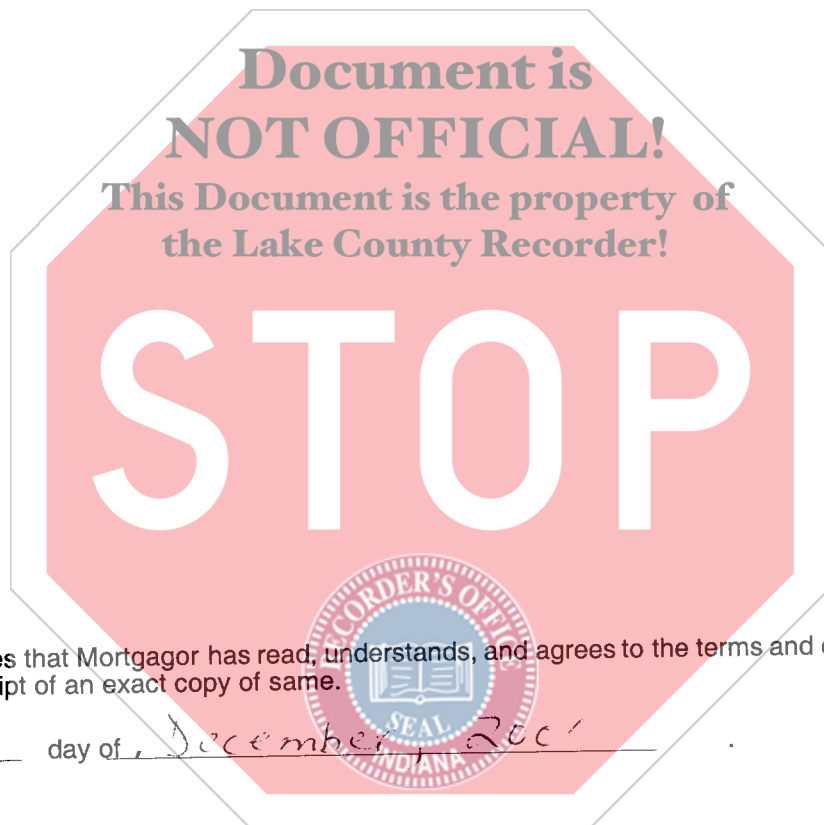 Document is
NOT OFFICIAL!
This Document is the property of
the Lake County Recorder!
STOP
RECORDER'S OFFICE
es that Mortgagor has read, understands, and agrees to the terms and
ipt of an exact copy of same.
SEAL
day of , December,
INDIANA